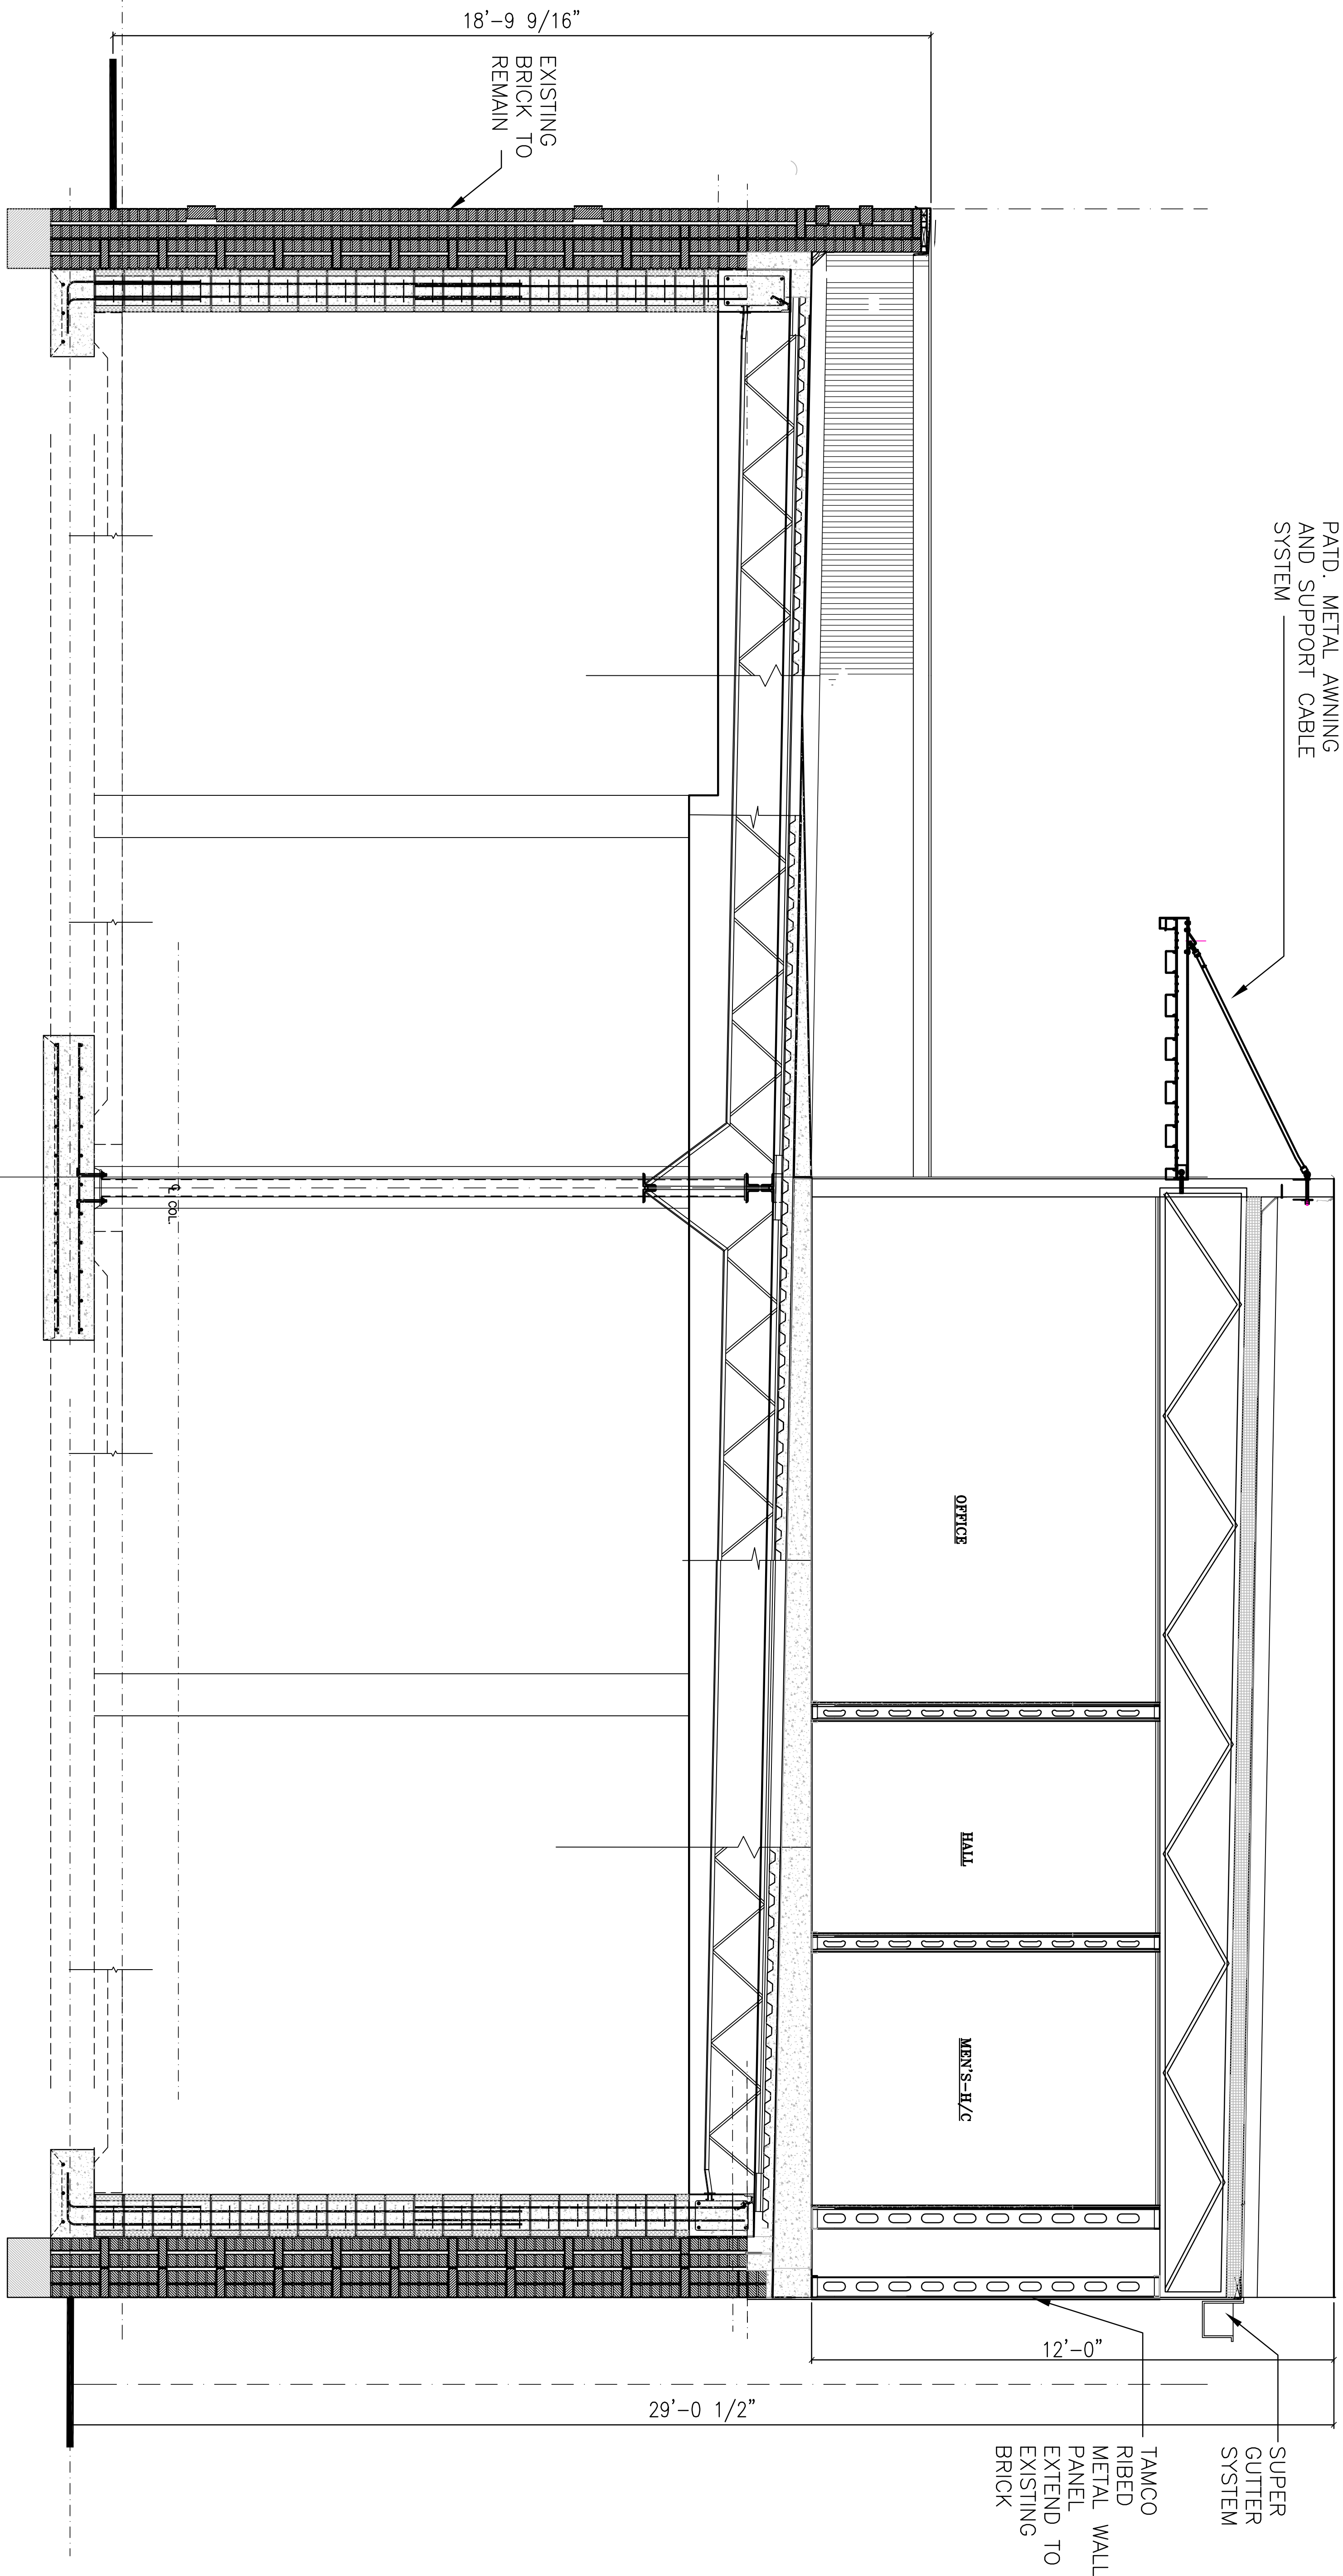 PATD. METAL AWNING
AND SUPPORT CABLE
SYSTEM
SUPER
GUTTER
SYSTEM
12'-0"
TAMCO
RIBED
METAL WALL
PANEL
EXTEND TO
EXISTING
BRICK
OFFICE
HALL
MEN'S-H/C
29'-0 1/2"
18'-9 9/16"
EXISTING
BRICK TO
REMAIN
℄ COL.